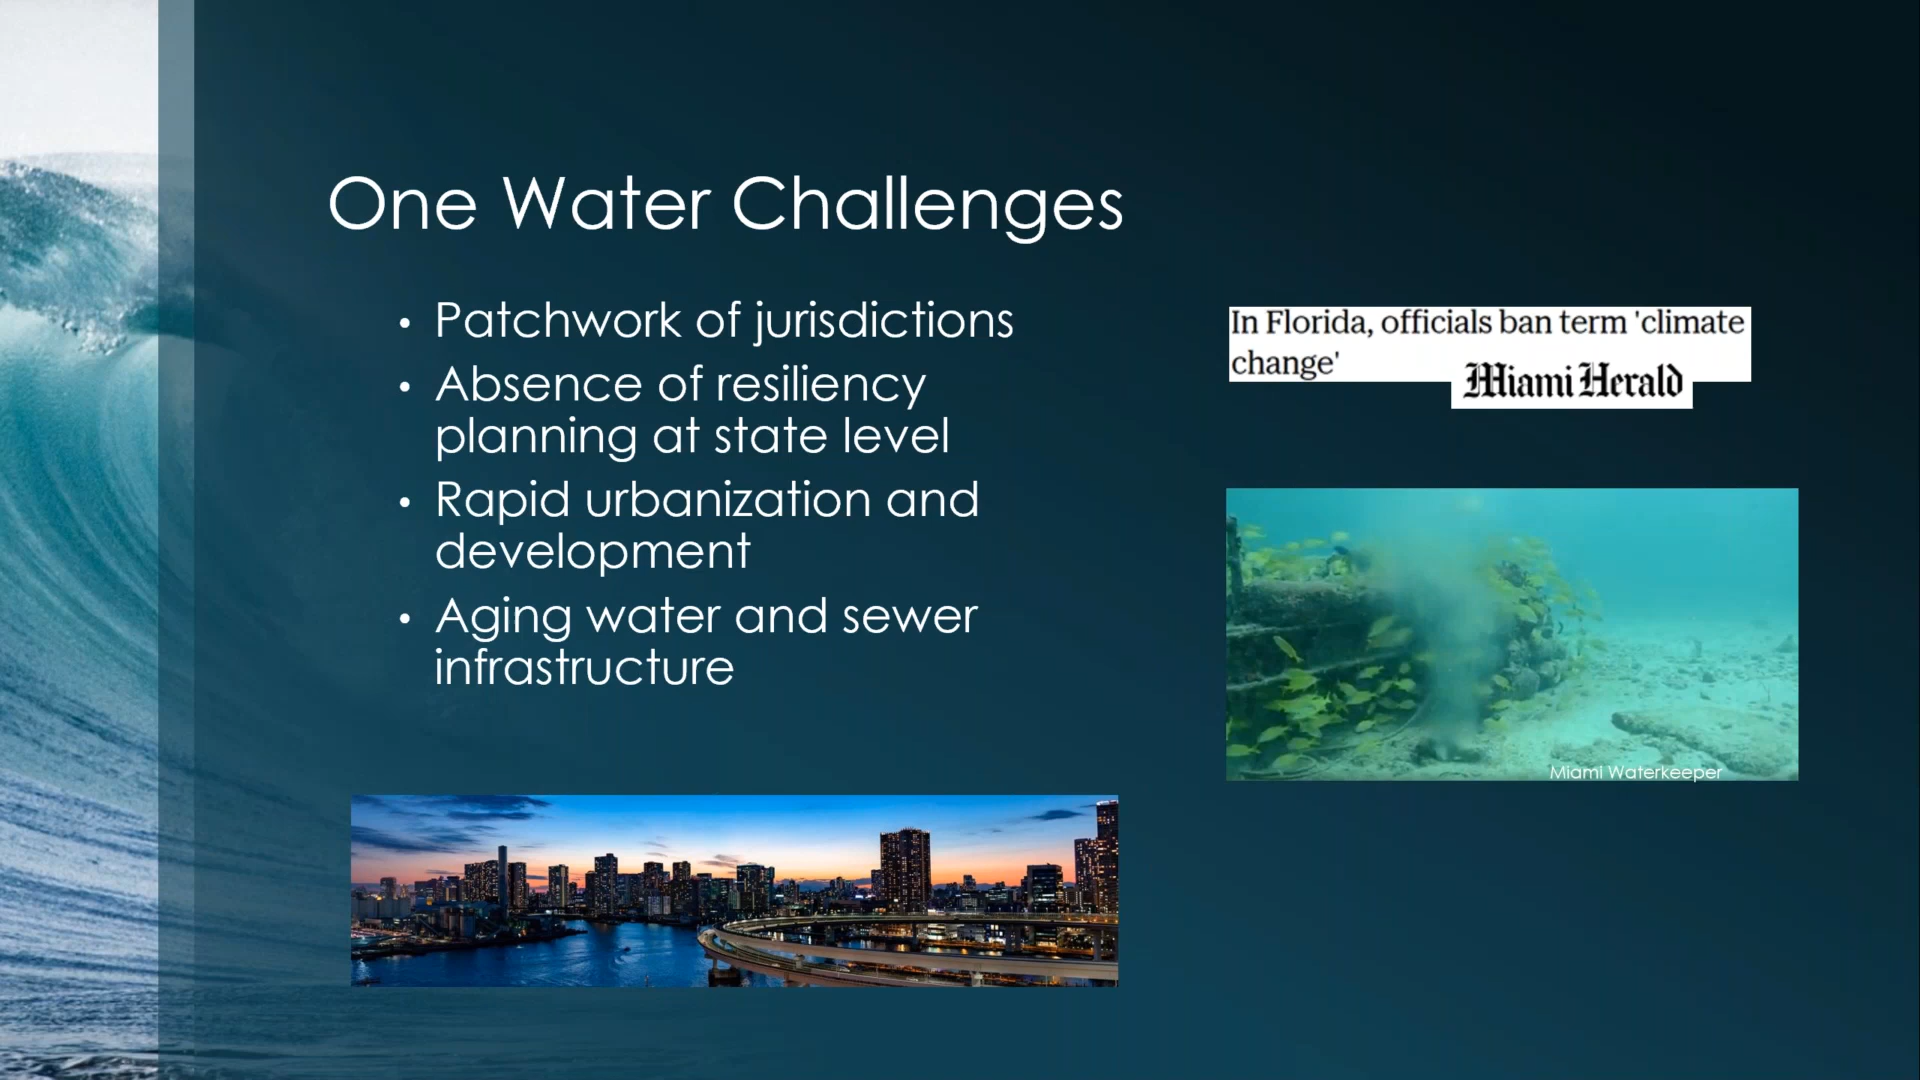 One Water Challenges
• Patchwork of jurisdictions
• Absence of resiliency
planning at state level
• Rapid urbanization and
development
• Aging water and sewer
infrastructure
In Florida, officials ban term 'climate
change'
Miami Herald
Miami Waterkeeper